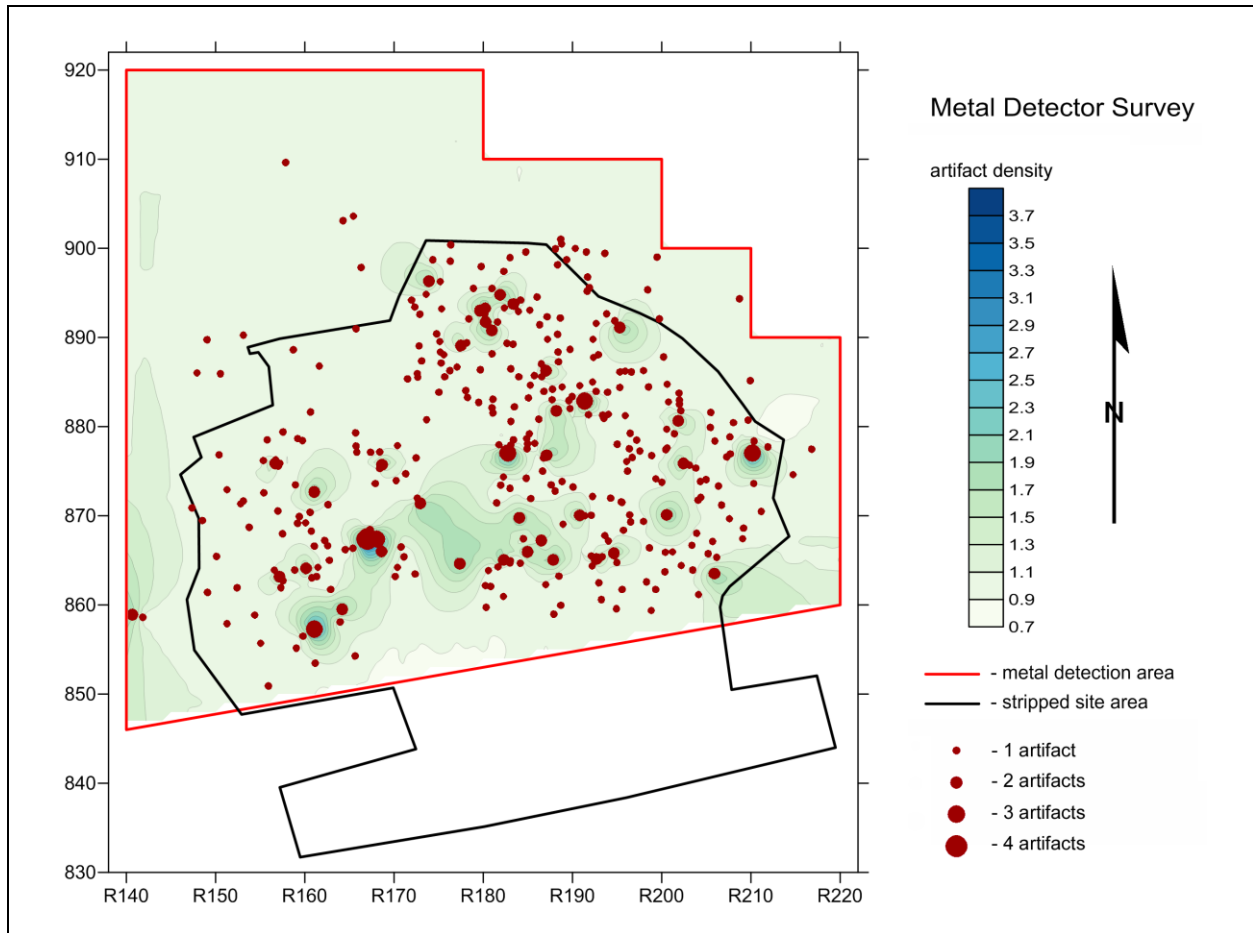 Metal Detector Survey
artifact density
3.7
3.5
3.3
3.1
2.9
2.7
2.5
2.3
2.1
1.9
1.7
1.5
1.3
1.1
0.9
0.7
N
- metal detection area
- stripped site area
- 1 artifact
- 2 artifacts
- 3 artifacts
- 4 artifacts
920
910
900
890
880
870
860
850
840
830
R140 R150 R160 R170 R180 R190 R200 R210 R220